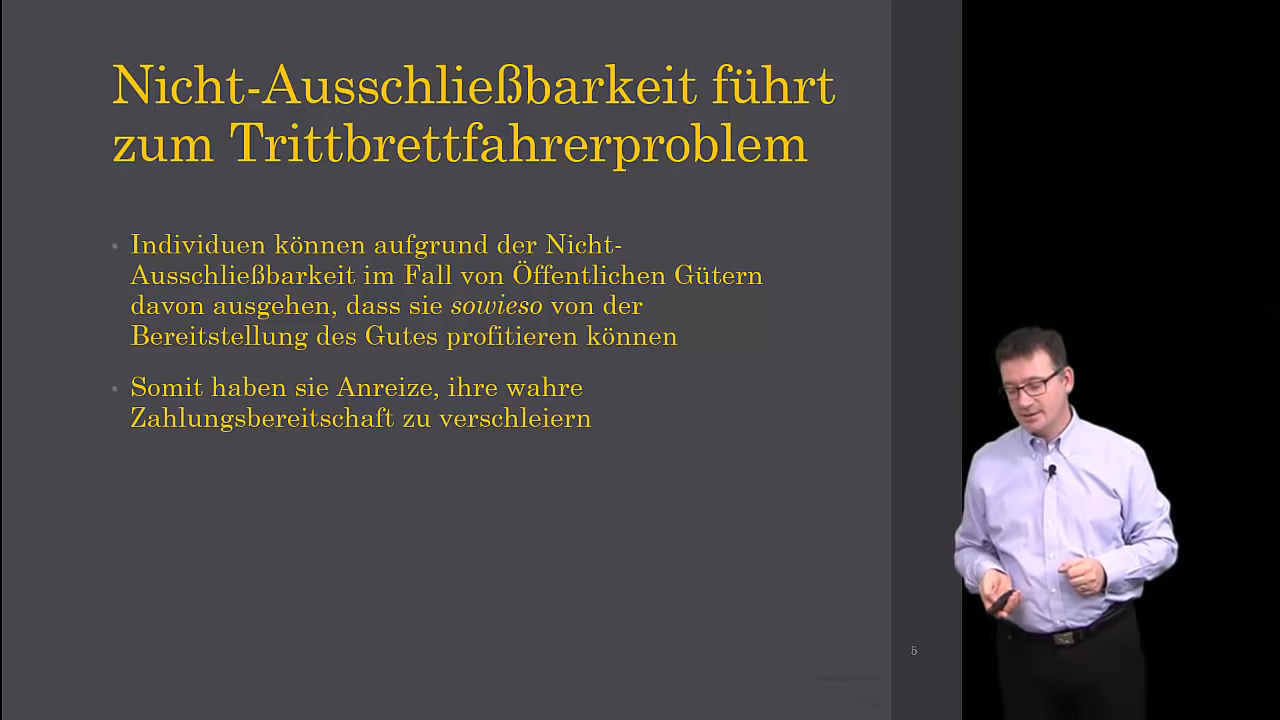 Nicht-Ausschließbarkeit führt
zum Trittbrettfahrerproblem
• Individuen können aufgrund der Nicht-
Ausschließbarkeit im Fall von Öffentlichen Gütern
davon ausgehen, dass sie sowieso von der
Bereitstellung des Gutes profitieren können
• Somit haben sie Anreize, ihre wahre
Zahlungsbereitschaft zu verschleiern
5